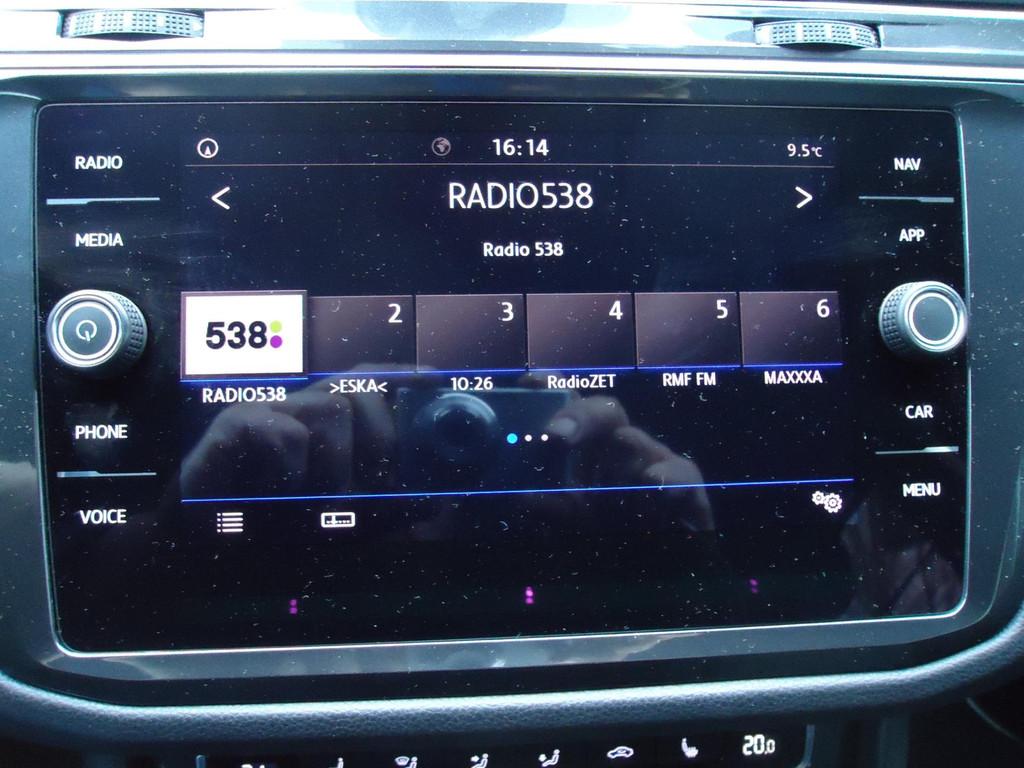 RADIO
MEDIA
PHONE
VOICE
16:14
9.5°C
< RADIO538 >
Radio 538
538
2
3
4
5
6
RADIO538
>ESKA<
10:26
RadioZET
RMF FM
MAXXXA
NAV
APP
CAR
MENU
20.0